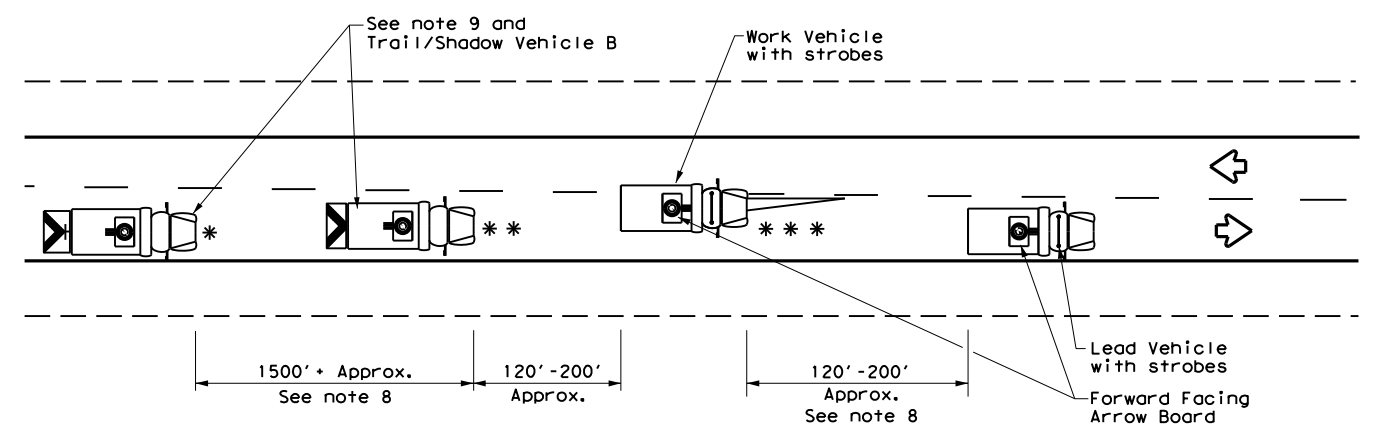 See note 9 and
Trail/Shadow Vehicle B
Work Vehicle
with strobes
*
* *
* * *
1500'+ Approx.
See note 8
120'-200'
Approx.
120'-200'
Approx.
See note 8
Lead Vehicle
with strobes
Forward Facing
Arrow Board